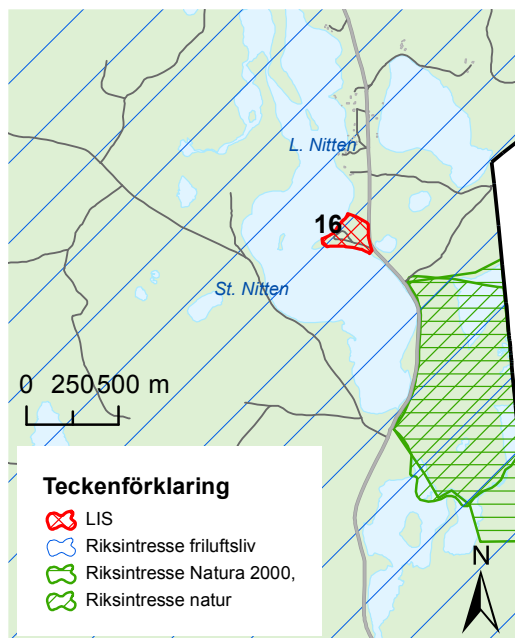 L. Nitten
16
St. Nitten
0 250500 m
Teckenförklaring
LIS
Riksintresse friluftsliv
Riksintresse Natura 2000,
Riksintresse natur
N